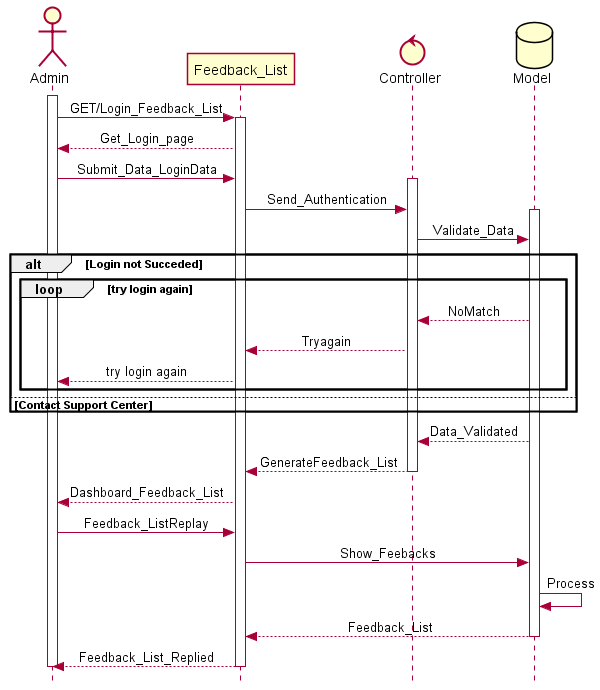 Admin
Feedback_List
Controller
Model
GET/Login_Feedback_List
Get_Login_page
Submit_Data_LoginData
Send_Authentication
Validate_Data
alt [Login not Succeded]
loop [try login again]
NoMatch
Tryagain
try login again
[Contact Support Center]
Data_Validated
GenerateFeedback_List
Dashboard_Feedback_List
Feedback_ListReplay
Show_Feebacks
Process
Feedback_List
Feedback_List_Replied